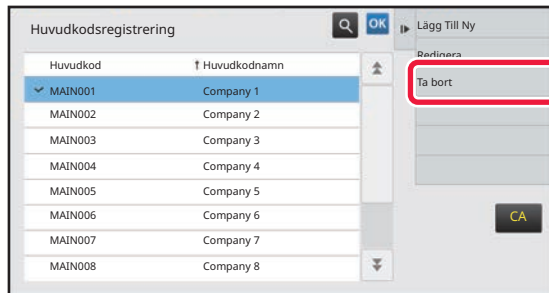 Huvudkodsregistrering
OK
Huvudkod Huvudkodnamn
MAIN001 Company 1
MAIN002 Company 2
MAIN003 Company 3
MAIN004 Company 4
MAIN005 Company 5
MAIN006 Company 6
MAIN007 Company 7
MAIN008 Company 8
Lägg Till Ny
Redigera
Ta bort
CA